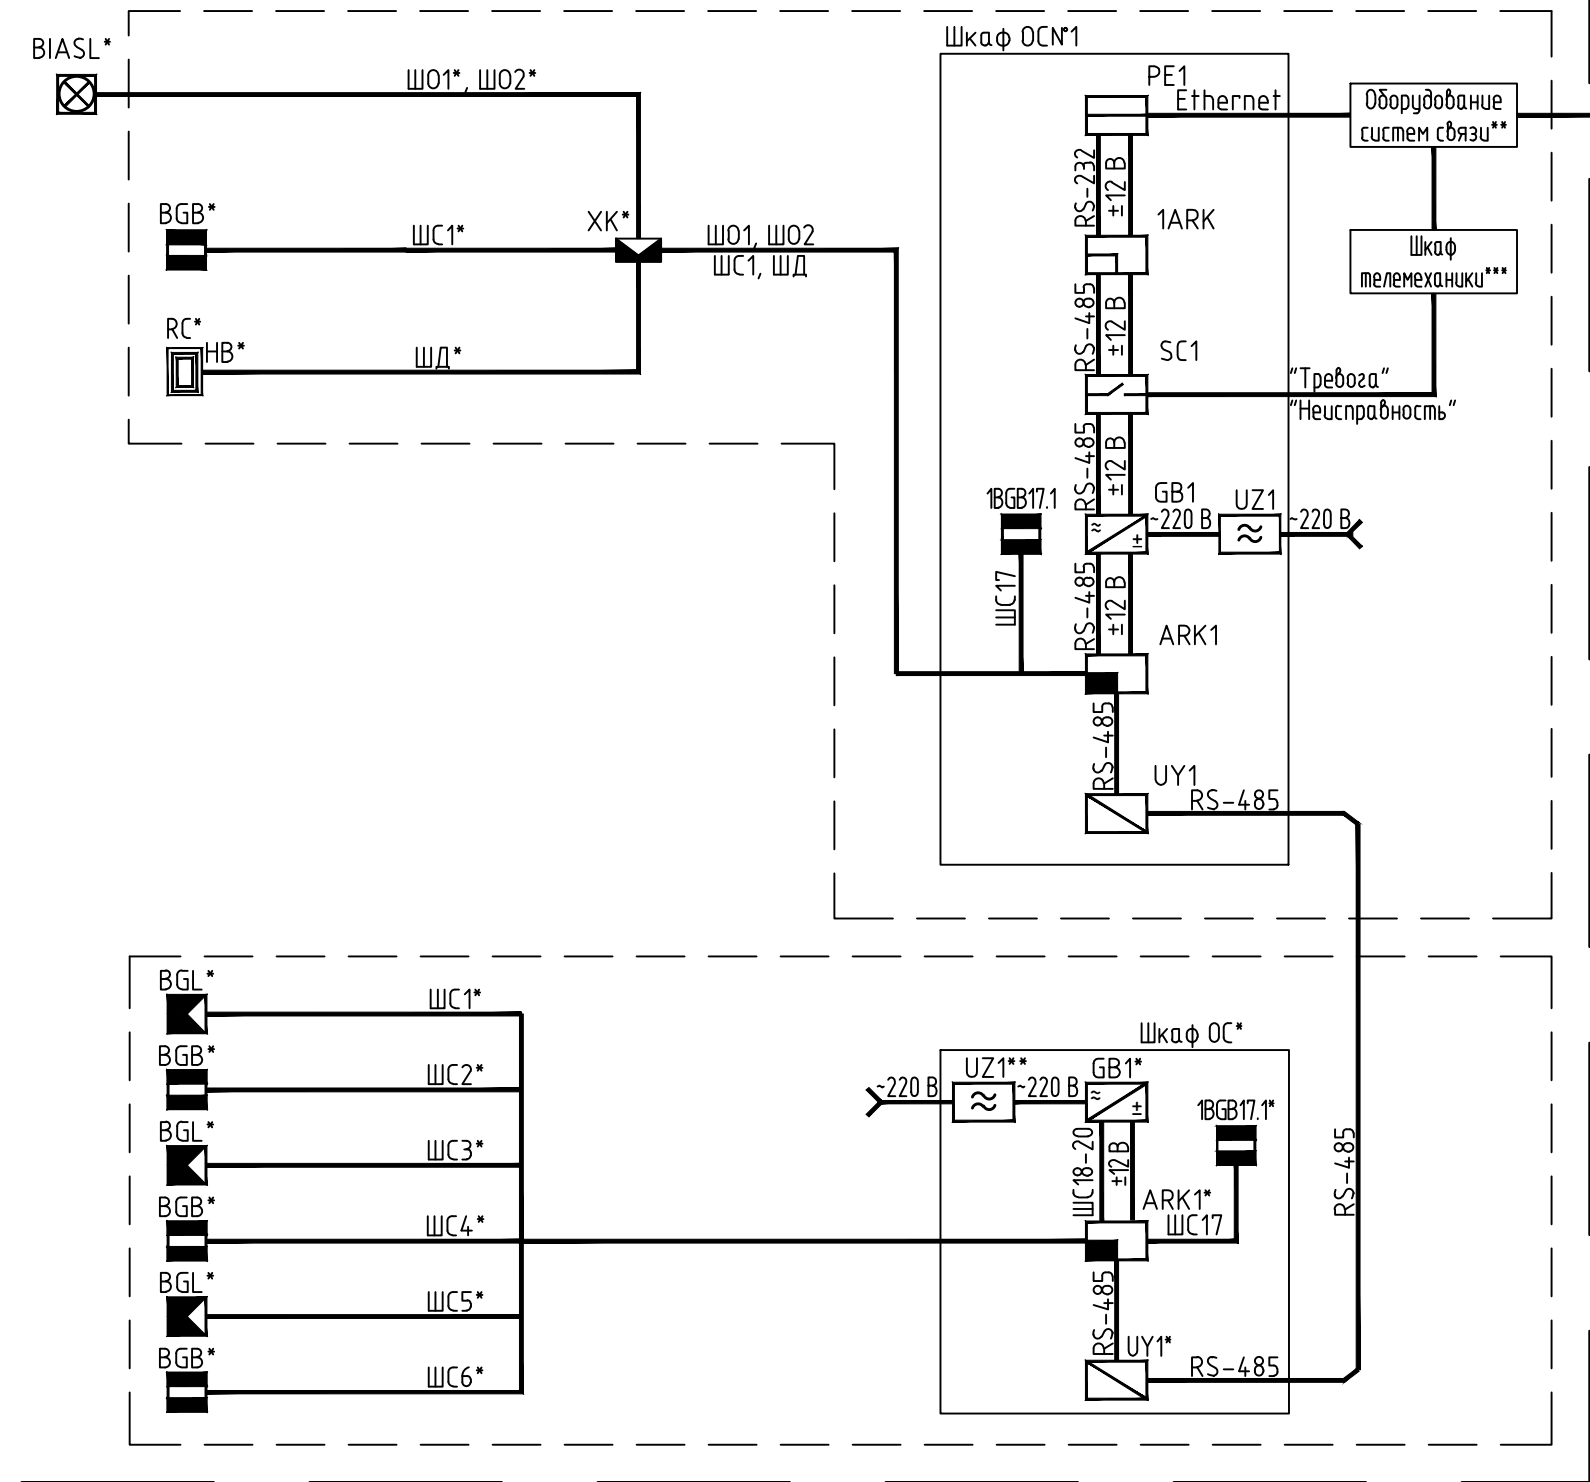 Шкаф ОС№1
BIASL*
ШО1*, ШО2*
PE1
Ethernet
Оборудование
систем связи**
RS-232
±12 В
BGB*
ШС1*
XK*
ШО1, ШО2
ШС1, ШД
1ARK
Шкаф
телемеханики***
RS-485
±12 В
RC*
HB*
ШД*
SC1
"Тревога"
"Неисправность"
RS-485
±12 В
1BGB17.1
ШС17
GB1
~220 В
UZ1
~220 В
≈
±
≈
RS-485
±12 В
ARK1
RS-485
UY1
RS-485
RS-485
BGL*
ШС1*
BGB*
ШС2*
BGL*
ШС3*
BGB*
ШС4*
BGL*
ШС5*
BGB*
ШС6*
Шкаф ОС*
~220 В
UZ1**
≈
~220 В
GB1*
≈
±
1BGB17.1*
ШС18-20
±12 В
ARK1*
ШС17
RS-485
UY1*
RS-485